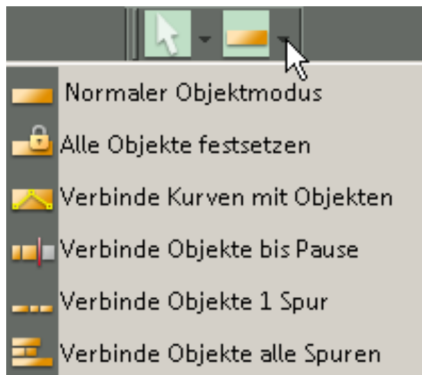 Normaler Objektmodus
Alle Objekte festsetzen
Verbinde Kurven mit Objekten
Verbinde Objekte bis Pause
Verbinde Objekte 1 Spur
Verbinde Objekte alle Spuren